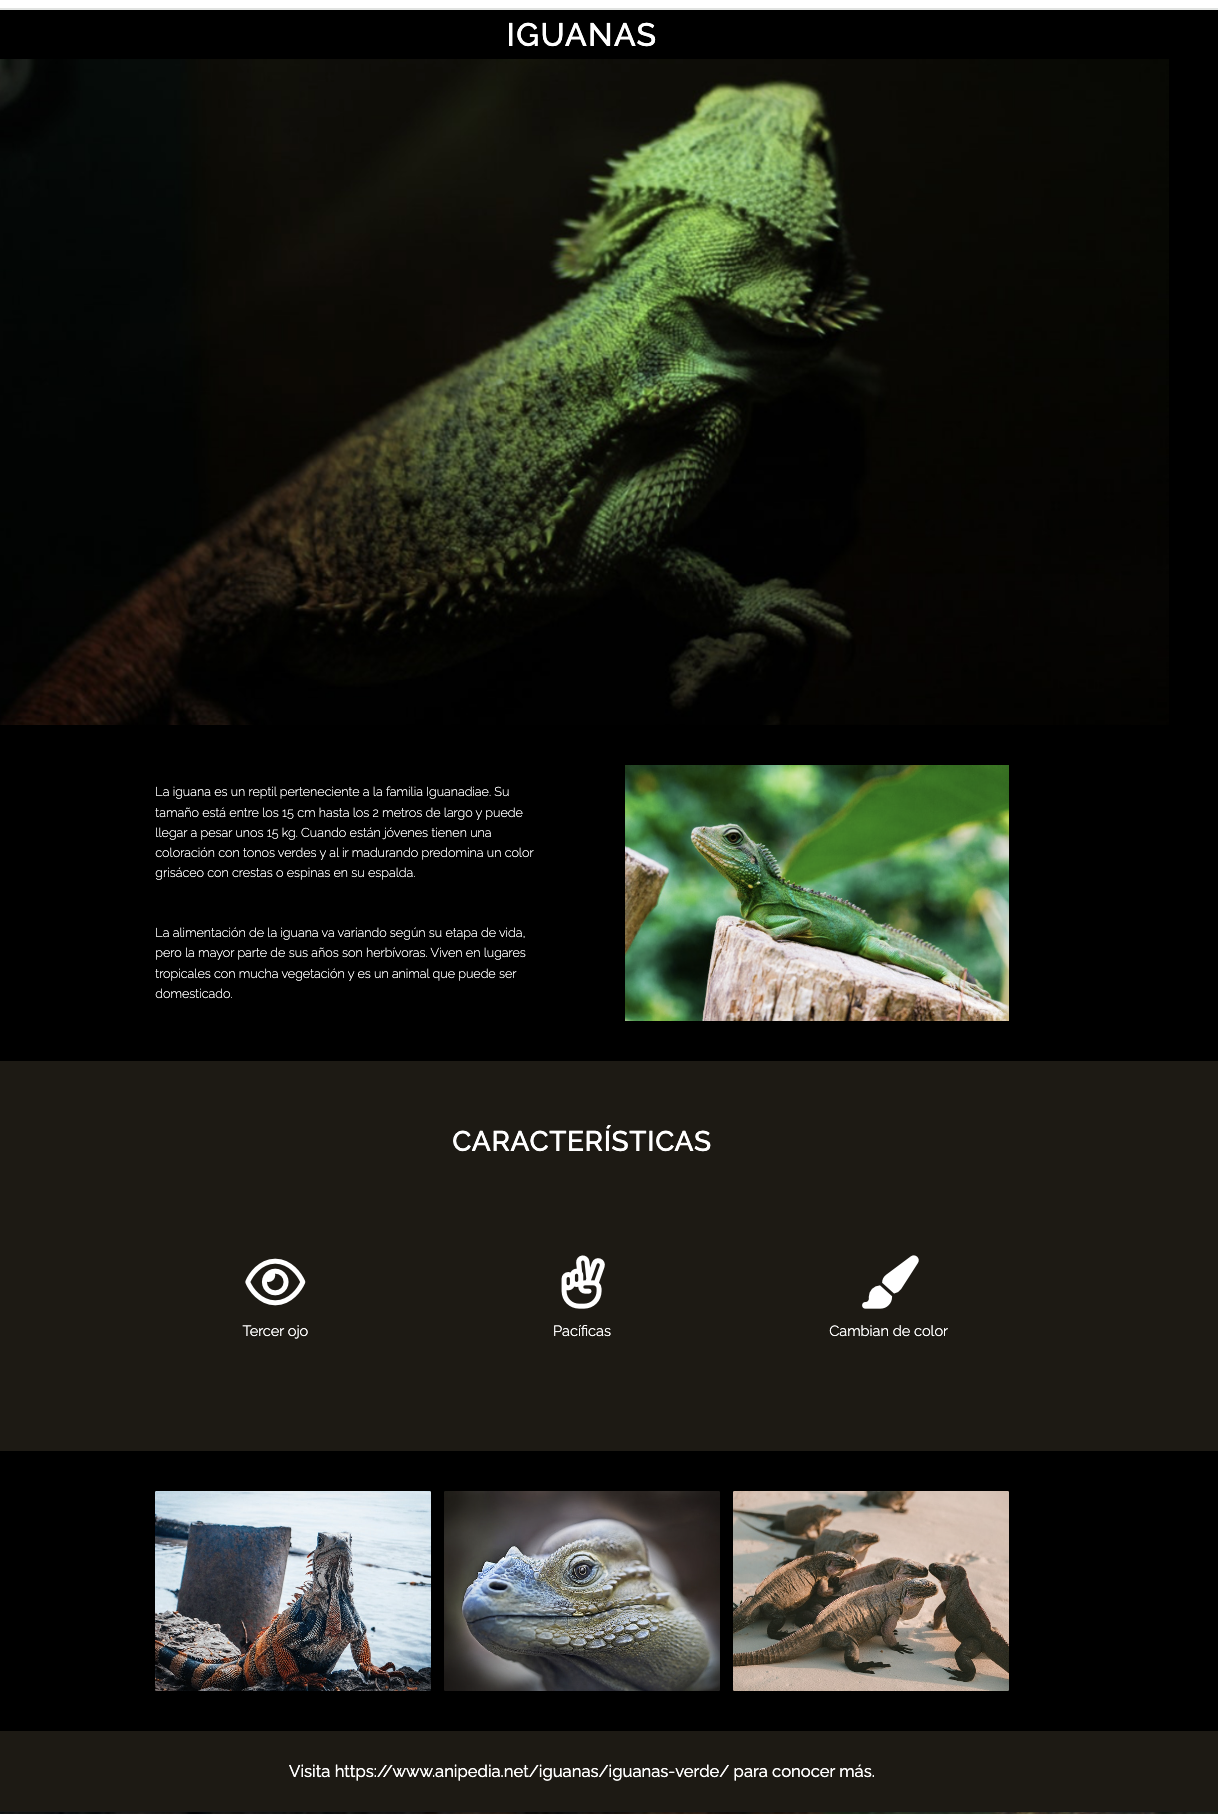 IGUANAS
La iguana es un reptil perteneciente a la familia Iguanadiae. Su
tamaño está entre los 15 cm hasta los 2 metros de largo y puede
llegar a pesar unos 15 kg. Cuando están jóvenes tienen una
coloración con tonos verdes y al ir madurando predomina un color
grisáceo con crestas o espinas en su espalda.
La alimentación de la iguana va variando según su etapa de vida,
pero la mayor parte de sus años son herbívoras. Viven en lugares
tropicales con mucha vegetación y es un animal que puede ser
domesticado.
CARACTERÍSTICAS
Tercer ojo
Pacíficas
Cambian de color
Visita https://www.anipedia.net/iguanas/iguanas-verde/ para conocer más.